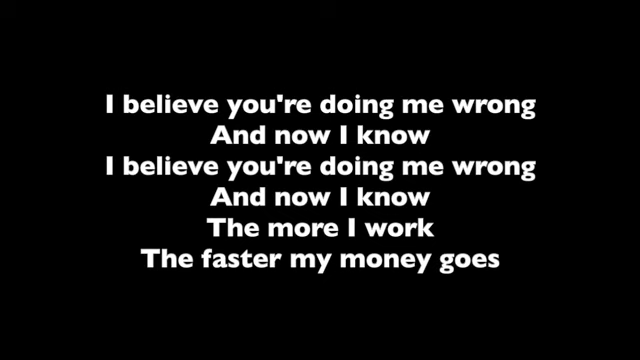 I believe you're doing me wrong
And now I know
I believe you're doing me wrong
And now I know
The more I work
The faster my money goes